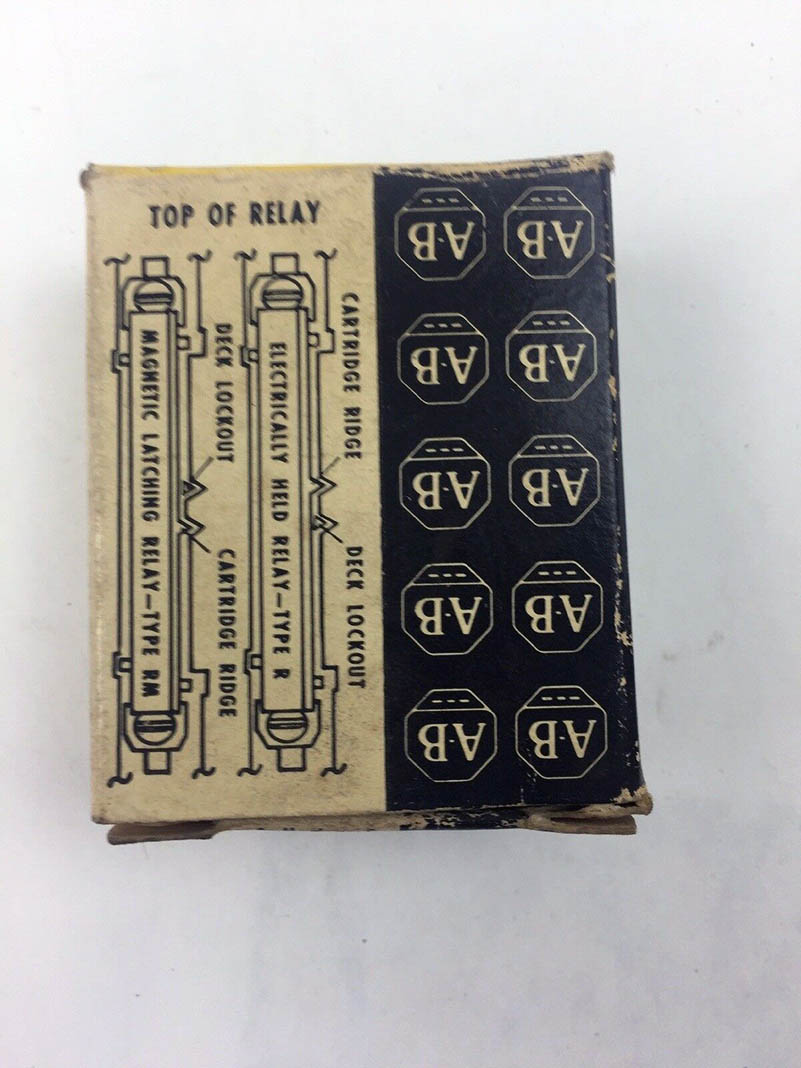 TOP OF RELAY
CARTRIDGE RIDGE
DECK LOCKOUT
ELECTRICALLY HELD RELAY-TYPE R
DECK LOCKOUT
CARTRIDGE RIDGE
MAGNETIC LATCHING RELAY-TYPE RM
A-B
A-B
A-B
A-B
A-B
A-B
A-B
A-B
A-B
A-B